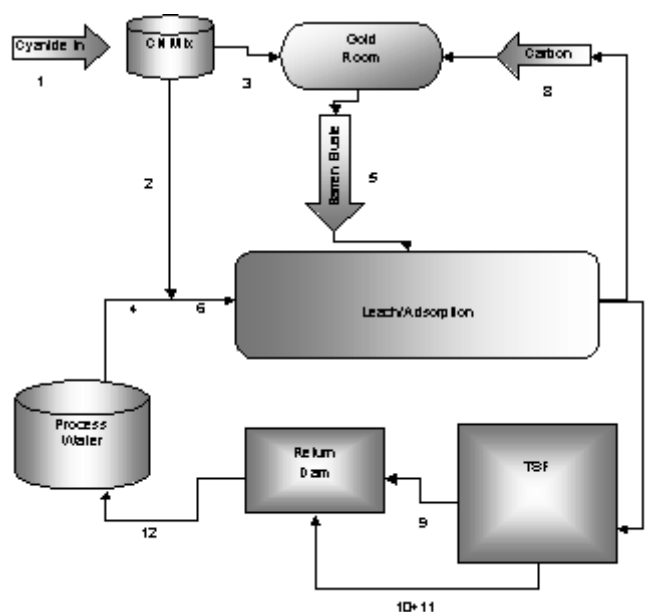 Cyanide In
CN Mix
Gold
Room
Carbon
1
3
8
2
Barren Eluate
5
4
6
Leach/Adsorption
Process
Water
Return
Dam
TSF
9
12
10+11